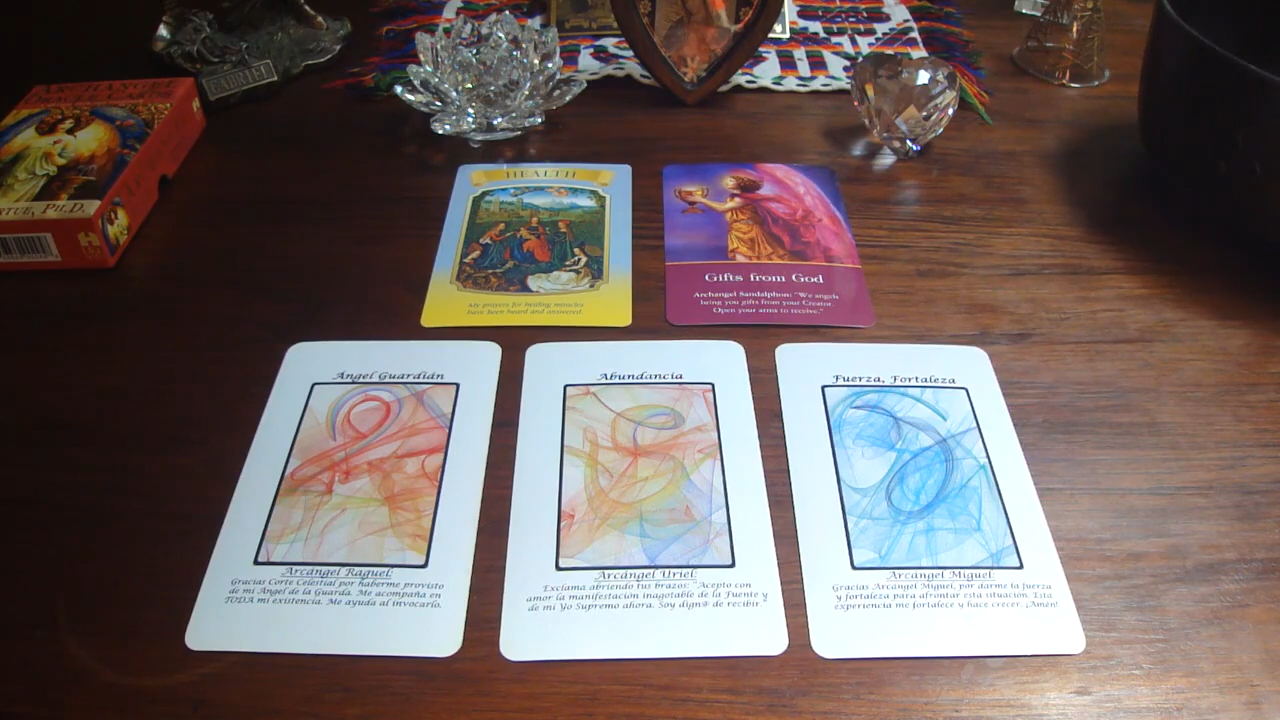 GABRIEL
ARCHANGEL
ORACLE CARDS
RTUE, PH.D.
HEALTH
My prayers for healing miracles
have been heard and answered.
Gifts from God
Archangel Sandalphon: "We angels
bring you gifts from your Creator.
Open your arms to receive."
Ángel Guardián
Arcángel Raguel:
Gracias Corte Celestial por haberme provisto
de mi Ángel de la Guarda. Me acompaña en
TODA mi existencia. Me ayuda al invocarlo.
Abundancia
Arcángel Uriel:
Exclama abriendo tus brazos: "Acepto con
amor la manifestación inagotable de la Fuente y
de mi Yo Supremo ahora. Soy dign@ de recibir."
Fuerza, Fortaleza
Arcángel Miguel:
Gracias Arcángel Miguel, por darme la fuerza
y fortaleza para afrontar esta situación. Esta
experiencia me fortalece y hace crecer. ¡Amén!